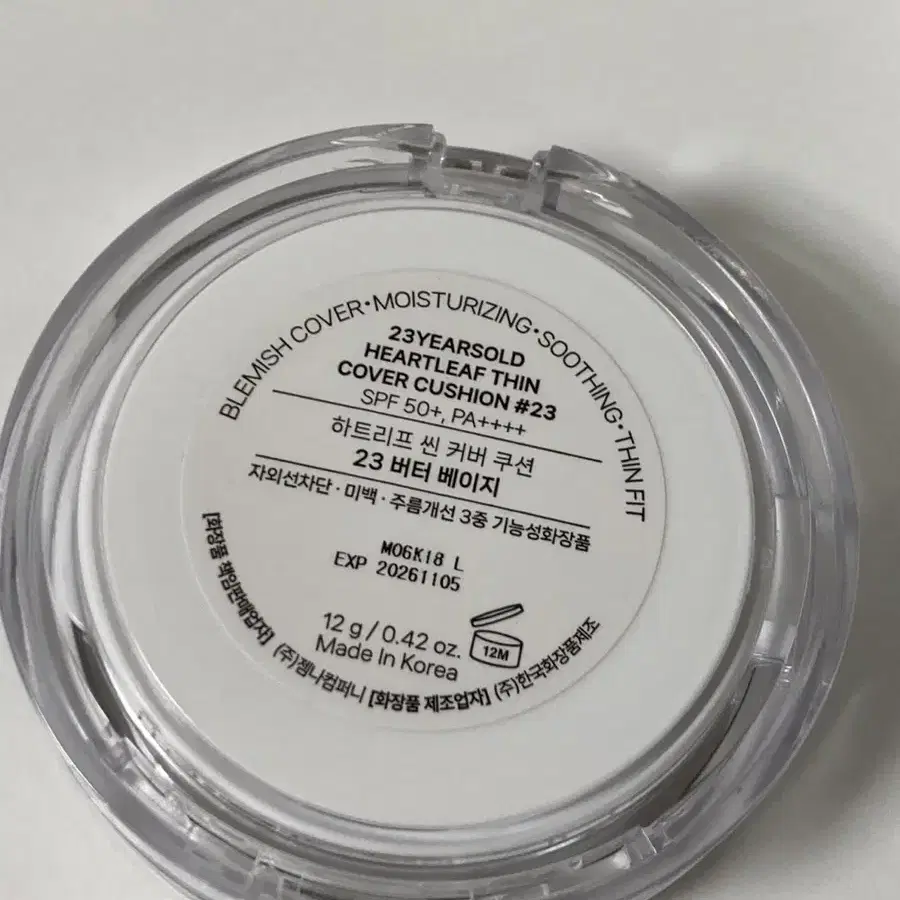 BLEMISH COVER•MOISTURIZING•SOOTHING•THIN FIT
23YEARSOLD
HEARTLEAF THIN
COVER CUSHION #23
SPF 50+, PA++++
하트리프 씬 커버 쿠션
23 버터 베이지
자외선차단 · 미백 · 주름개선 3중 기능성화장품
M06K18 L
EXP 20261105
12 g / 0.42 oz.
Made In Korea
12M
[화장품 책임판매업자] (주)젬나컴퍼니 [화장품 제조업자] (주)한국화장품제조